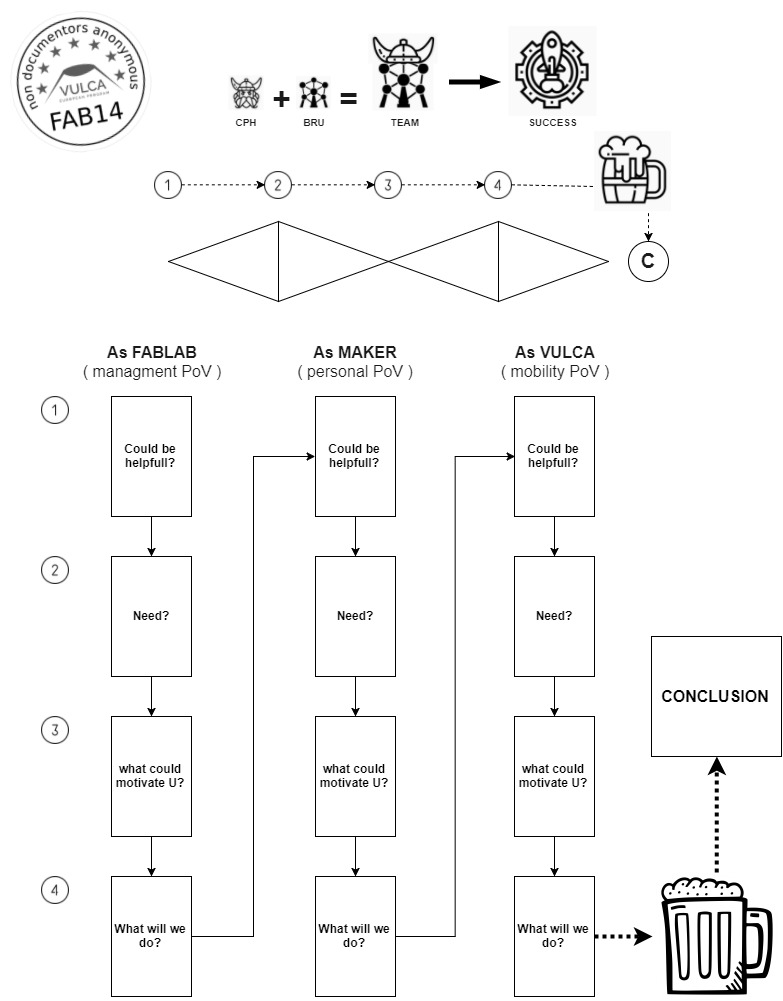 non documentors anonymous
VULCA
EUROPEAN PROGRAM
FAB14
CPH
BRU
TEAM
SUCCESS
1
2
3
4
C
As FABLAB
( managment PoV )
As MAKER
( personal PoV )
As VULCA
( mobility PoV )
1
Could be
helpfull?
Could be
helpfull?
Could be
helpfull?
2
Need?
Need?
Need?
3
what could
motivate U?
what could
motivate U?
what could
motivate U?
CONCLUSION
4
What will we
do?
What will we
do?
What will we
do?